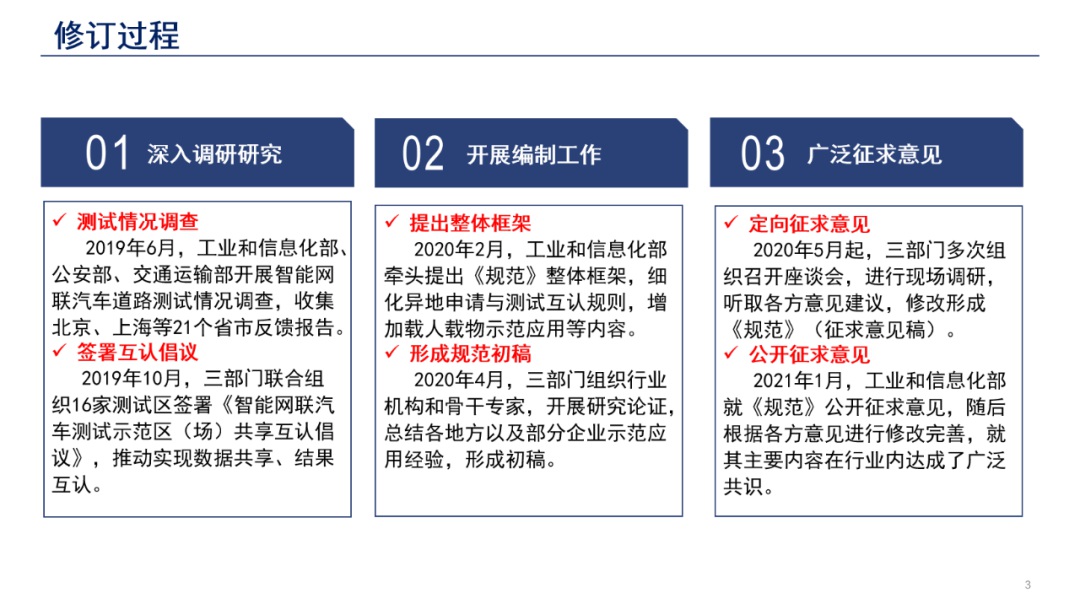 修订过程
01 深入调研研究
✓ 测试情况调查
2019年6月，工业和信息化部、
公安部、交通运输部开展智能网
联汽车道路测试情况调查，收集
北京、上海等21个省市反馈报告。
✓ 签署互认倡议
2019年10月，三部门联合组
织16家测试区签署《智能网联汽
车测试示范区（场）共享互认倡
议》，推动实现数据共享、结果
互认。
02 开展编制工作
✓ 提出整体框架
2020年2月，工业和信息化部
牵头提出《规范》整体框架，细
化异地申请与测试互认规则，增
加载人载物示范应用等内容。
✓ 形成规范初稿
2020年4月，三部门组织行业
机构和骨干专家，开展研究论证，
总结各地方以及部分企业示范应
用经验，形成初稿。
03 广泛征求意见
✓ 定向征求意见
2020年5月起，三部门多次组
织召开座谈会，进行现场调研，
听取各方意见建议，修改形成
《规范》（征求意见稿）。
✓ 公开征求意见
2021年1月，工业和信息化部
就《规范》公开征求意见，随后
根据各方意见进行修改完善，就
其主要内容在行业内达成了广泛
共识。
3